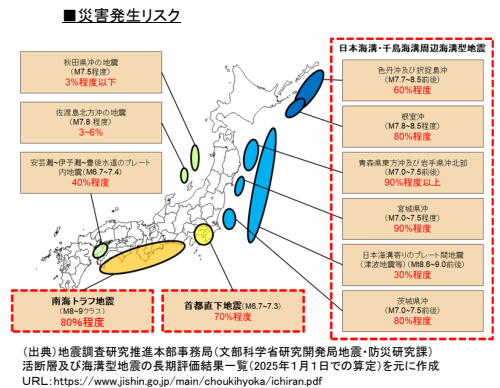 ■災害発生リスク
秋田県沖の地震
(M7.5程度)
3%程度以下
佐渡島北方沖の地震
(M7.8 程度)
3~6%
安芸灘~伊予灘~豊後水道のプレート
内地震(M6.7~7.4)
40%程度
南海トラフ地震
(M8~9クラス)
80%程度
首都直下地震(M6.7~7.3)
70%程度
日本海溝・千島海溝周辺海溝型地震
色丹沖及び択捉島沖
(M7.7~8.5前後)
60%程度
根室沖
(M7.8~8.5程度)
80%程度
青森県東方沖及び岩手県沖北部
(M7.0~7.5前後)
90%程度以上
宮城県沖
(M7.0~7.5程度)
90%程度
日本海溝寄りのプレート間地震
(津波地震等)(Mt8.6~9.0前後)
30%程度
茨城県沖
(M7.0~7.5程度)
80%程度
(出典)地震調査研究推進本部事務局(文部科学省研究開発局地震・防災研究課)
活断層及び海溝型地震の長期評価結果一覧(2025年1月1日での算定)を元に作成
URL:https://www.jishin.go.jp/main/choukihyoka/ichiran.pdf